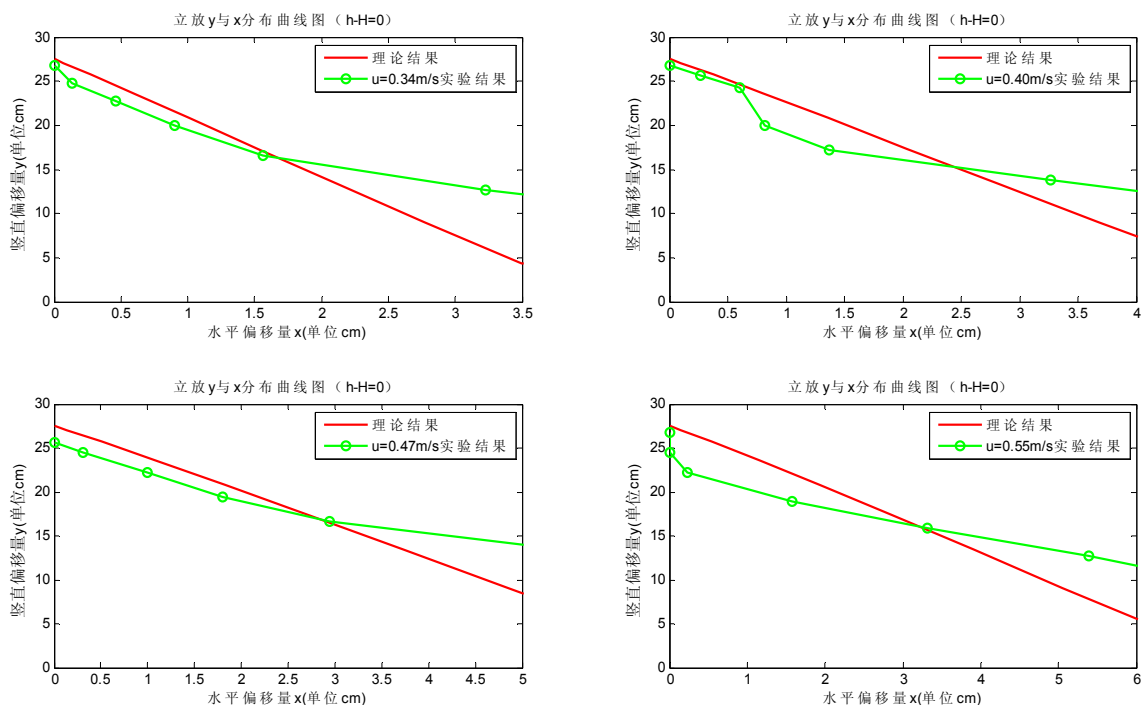 立放y与x分布曲线图（h-H=0）
30
25
20
15
10
5
0
竖直偏移量y(单位cm)
理论结果
u=0.34m/s实验结果
0 0.5 1 1.5 2 2.5 3 3.5
水平偏移量x(单位cm)
立放y与x分布曲线图（h-H=0）
30
25
20
15
10
5
0
竖直偏移量y(单位cm)
理论结果
u=0.40m/s实验结果
0 0.5 1 1.5 2 2.5 3 3.5 4
水平偏移量x(单位cm)
立放y与x分布曲线图（h-H=0）
30
25
20
15
10
5
0
竖直偏移量y(单位cm)
理论结果
u=0.47m/s实验结果
0 0.5 1 1.5 2 2.5 3 3.5 4 4.5 5
水平偏移量x(单位cm)
立放y与x分布曲线图（h-H=0）
30
25
20
15
10
5
0
竖直偏移量y(单位cm)
理论结果
u=0.55m/s实验结果
0 1 2 3 4 5 6
水平偏移量x(单位cm)